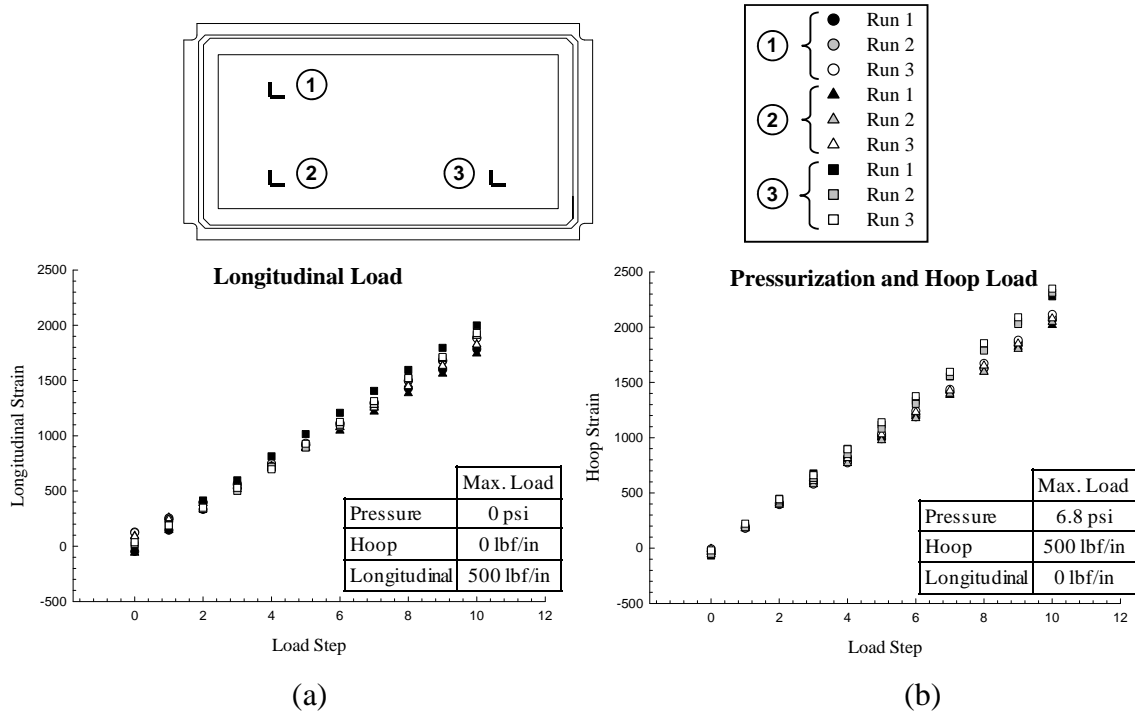 1
2
3
1
Run 1
Run 2
Run 3
2
Run 1
Run 2
Run 3
3
Run 1
Run 2
Run 3
Longitudinal Load
Longitudinal Strain
2500
2000
1500
1000
500
0
-500
0 2 4 6 8 10 12
Load Step
Max. Load
Pressure 0 psi
Hoop 0 lbf/in
Longitudinal 500 lbf/in
(a)
Pressurization and Hoop Load
Hoop Strain
2500
2000
1500
1000
500
0
-500
0 2 4 6 8 10 12
Load Step
Max. Load
Pressure 6.8 psi
Hoop 500 lbf/in
Longitudinal 0 lbf/in
(b)